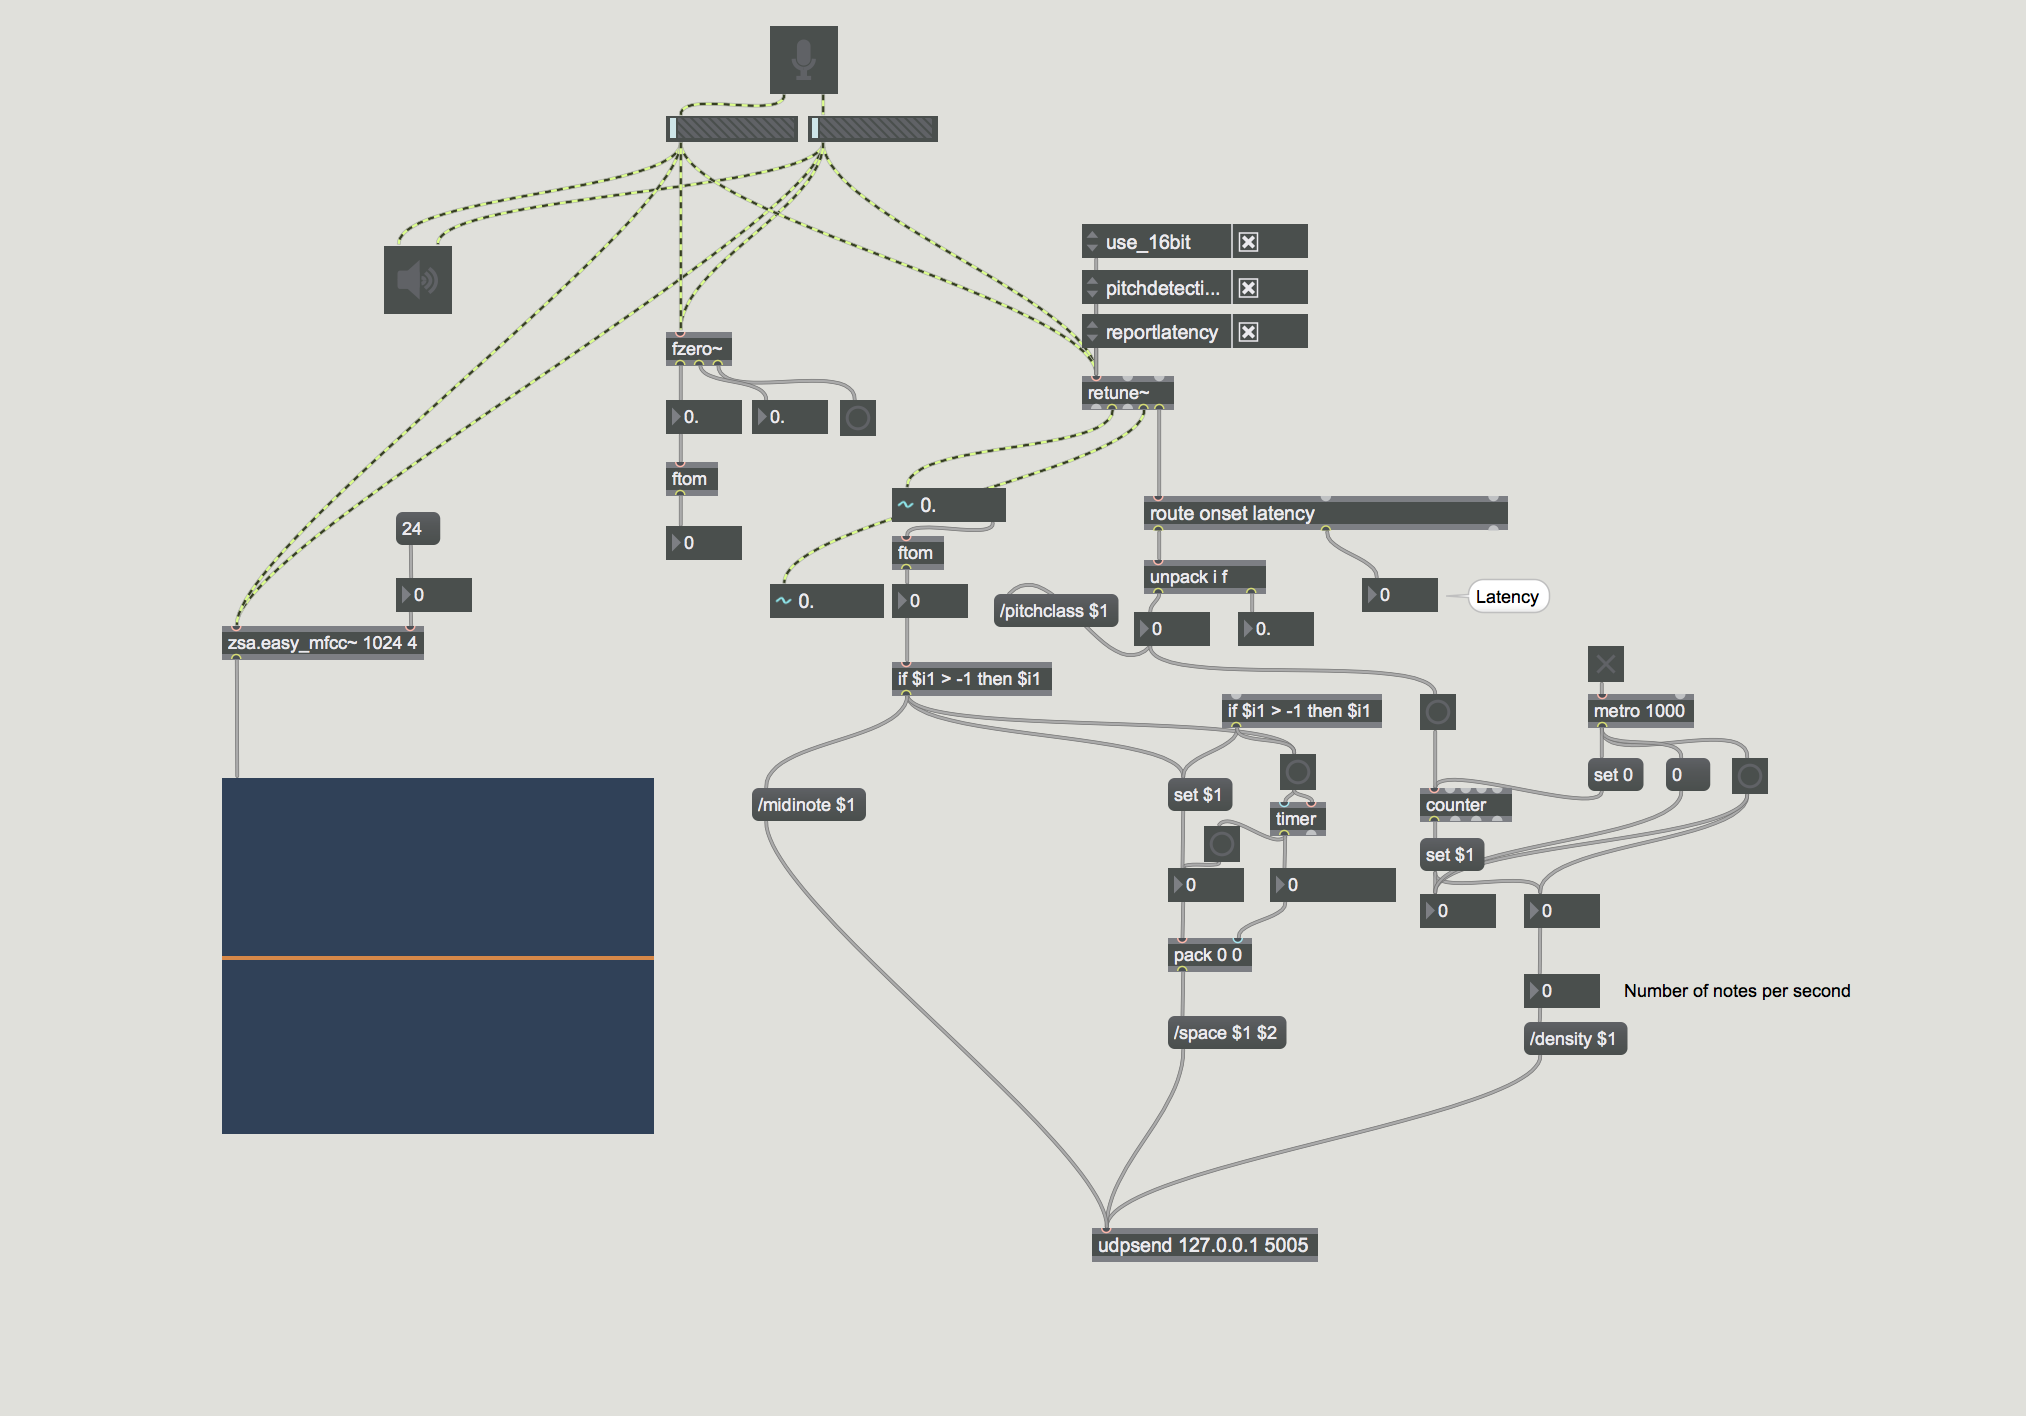 use_16bit
pitchdetecti...
reportlatency
fzero~
retune~
0.
0.
ftom
0.
route onset latency
24
0
ftom
unpack i f
0
0
Latency
0.
0
/pitchclass $1
0
0.
zsa.easy_mfcc~ 1024 4
if $i1 > -1 then $i1
if $i1 > -1 then $i1
metro 1000
set 0
0
/midinote $1
set $1
timer
counter
set $1
0
0
0
0
pack 0 0
0
Number of notes per second
/space $1 $2
/density $1
udpsend 127.0.0.1 5005